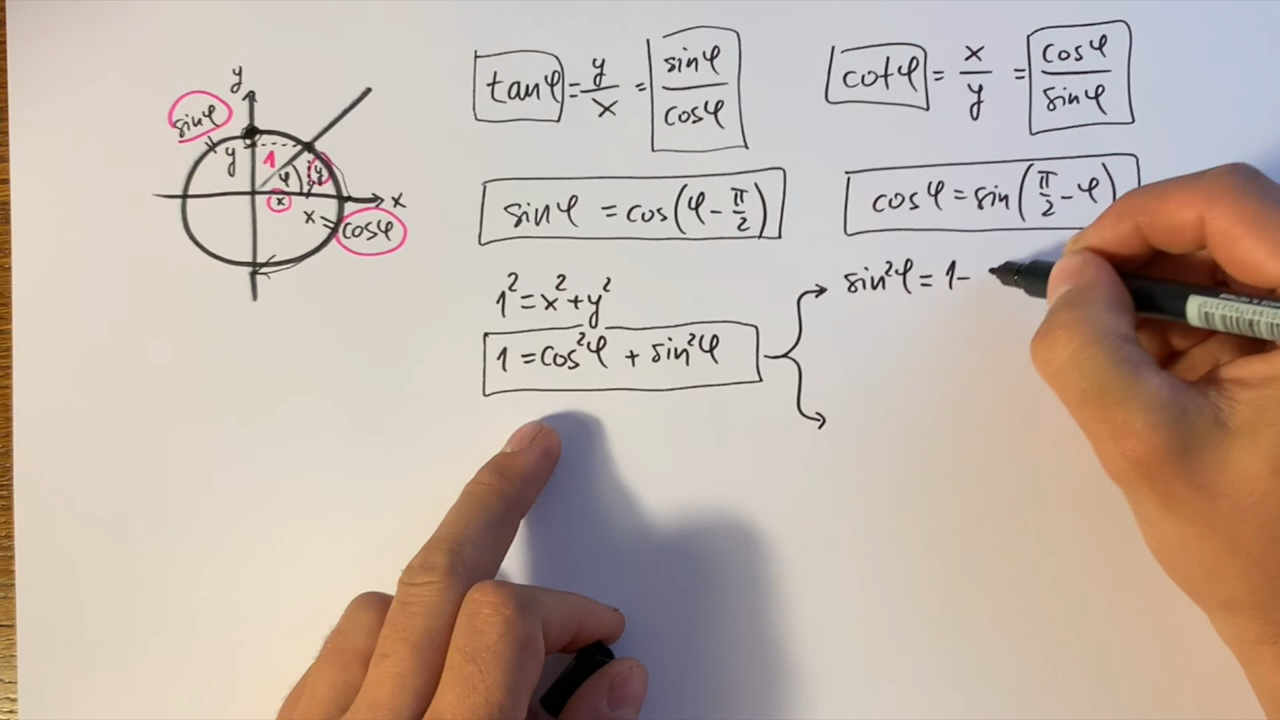 y
sinφ
y
1
φ
y
x
x
x
cosφ
tanφ = y/x = sinφ/cosφ
cotφ = x/y = cosφ/sinφ
sinφ = cos(φ - π/2)
cosφ = sin(π/2 - φ)
1² = x² + y²
1 = cos²φ + sin²φ
sin²φ = 1 -